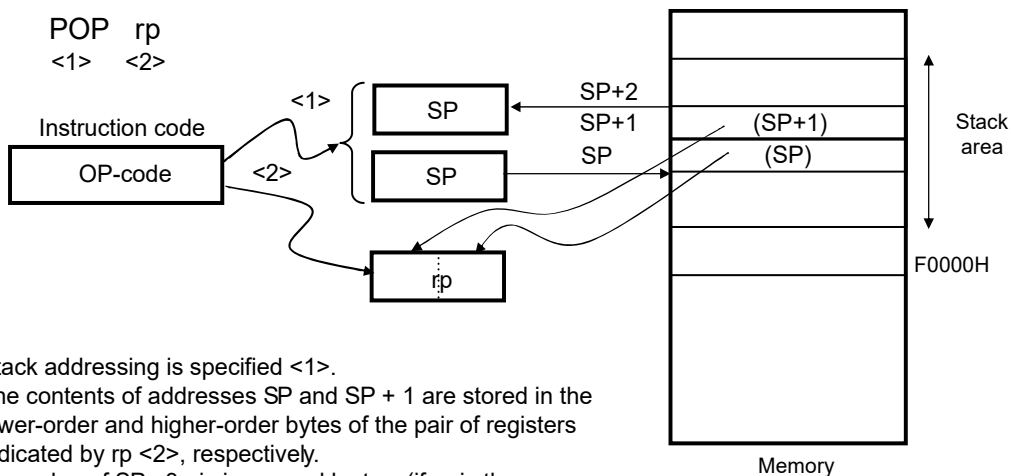 POP rp
<1> <2>
Instruction code
OP-code
<1>
<2>
SP
SP
rp
SP+2
SP+1
SP
(SP+1)
(SP)
Stack
area
F0000H
Memory
tack addressing is specified <1>.
he contents of addresses SP and SP + 1 are stored in the
wer-order and higher-order bytes of the pair of registers
dicated by rp <2>, respectively.